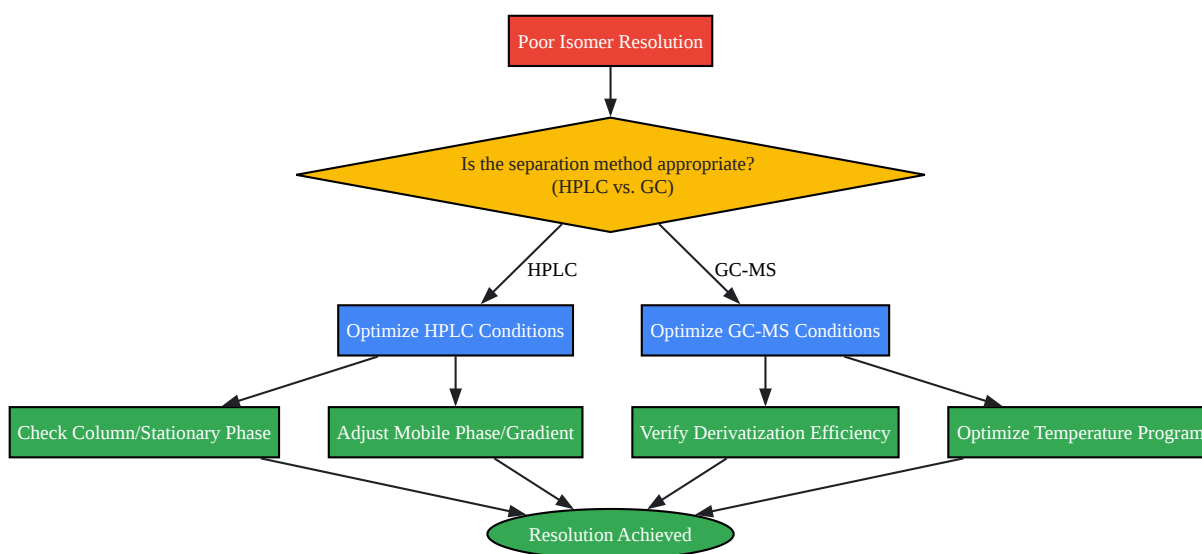 Poor Isomer Resolution
Is the separation method appropriate?
(HPLC vs. GC)
HPLC
GC-MS
Optimize HPLC Conditions
Optimize GC-MS Conditions
Check Column/Stationary Phase
Adjust Mobile Phase/Gradient
Verify Derivatization Efficiency
Optimize Temperature Program
Resolution Achieved